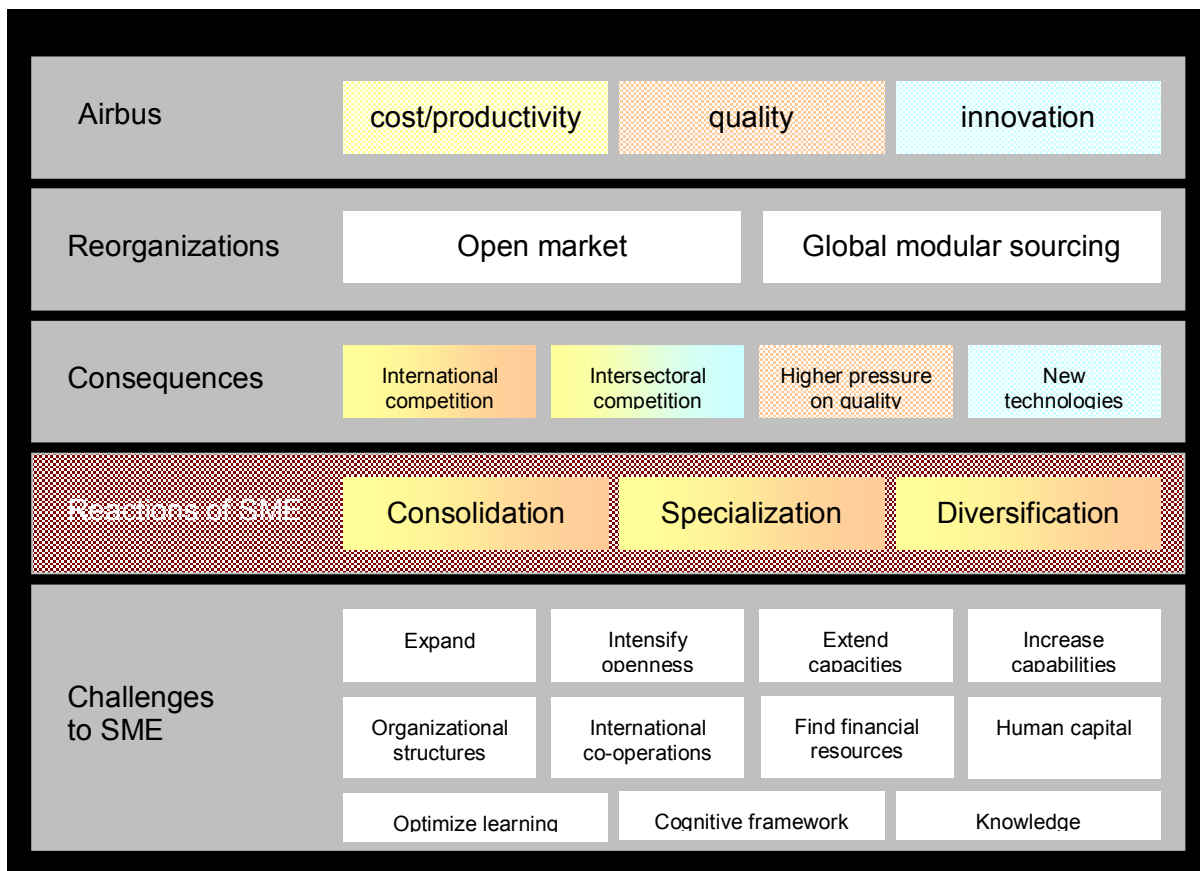 Airbus
cost/productivity
quality
innovation
Reorganizations
Open market
Global modular sourcing
Consequences
International
competition
Intersectoral
competition
Higher pressure
on quality
New
technologies
Reactions of SME
Consolidation
Specialization
Diversification
Challenges
to SME
Expand
Intensify
openness
Extend
capacities
Increase
capabilities
Organizational
structures
International
co-operations
Find financial
resources
Human capital
Optimize learning
Cognitive framework
Knowledge